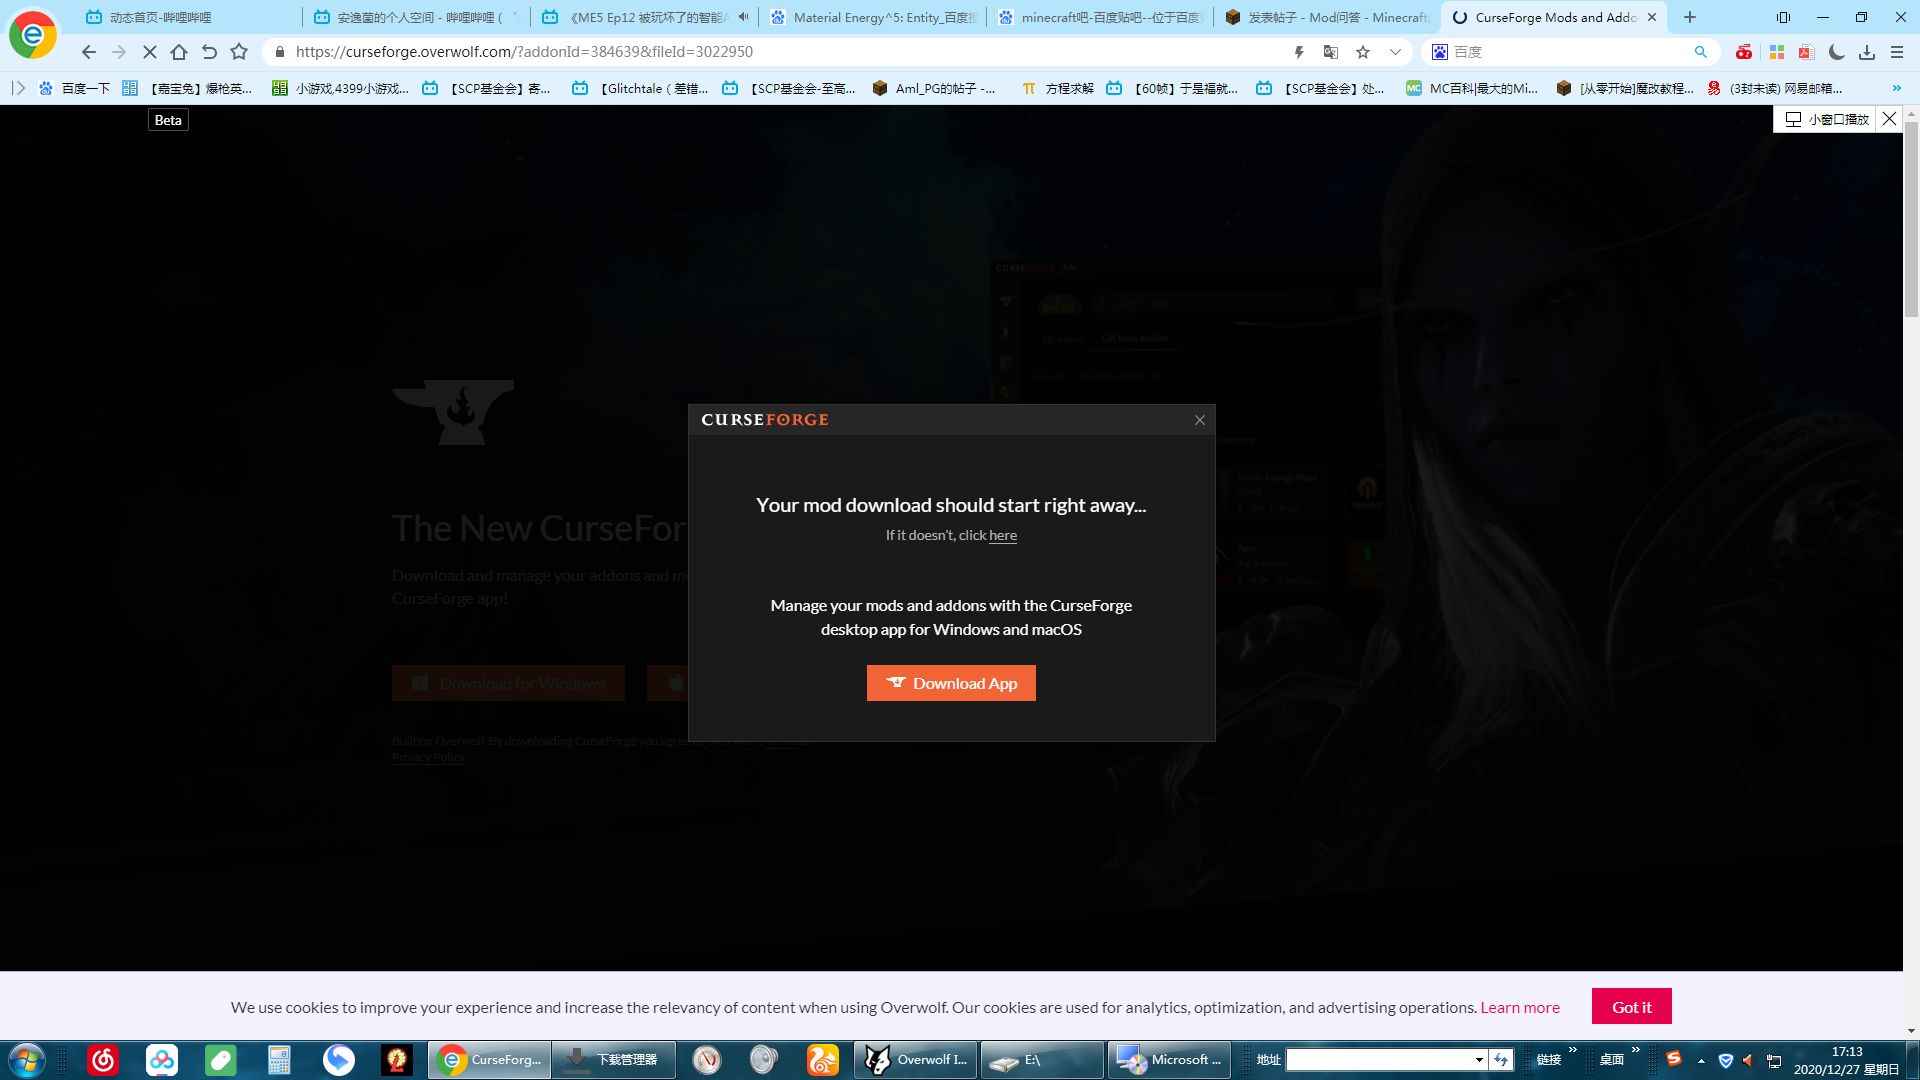 动态首页-哔哩哔哩
安逸菌的个人空间 - 哔哩哔哩 ( ゜-
《ME5 Ep12 被玩坏了的智能A
Material Energy^5: Entity_百度搜
minecraft吧-百度贴吧--位于百度贴
发表帖子 - Mod问答 - Minecraft(
CurseForge Mods and Addo
https://curseforge.overwolf.com/?addonId=384639&fileId=3022950
百度
百度一下
【嘉宝兔】爆枪英...
小游戏,4399小游戏...
【SCP基金会】寄...
【Glitchtale（差错...
【SCP基金会-至高...
Aml_PG的帖子 -...
方程求解
【60帧】于是福就...
【SCP基金会】处...
MC百科|最大的Mi...
[从零开始]魔改教程...
(3封未读) 网易邮箱...
Beta
小窗口播放
CURSEFORGE
My Addons
Get More Addons
CURSEFORGE
Your mod download should start right away...
If it doesn't, click here
The New CurseFor
Download and manage your addons and m
CurseForge app!
Manage your mods and addons with the CurseForge
desktop app for Windows and macOS
Download for Windows
Download App
Built on Overwolf. By downloading CurseForge you agree to Overwolf's Terms and
Privacy Policy.
We use cookies to improve your experience and increase the relevancy of content when using Overwolf. Our cookies are used for analytics, optimization, and advertising operations. Learn more
Got it
CurseForg...
下载管理器
Overwolf I...
E:\
Microsoft ...
地址
链接
桌面
17:13
2020/12/27 星期日